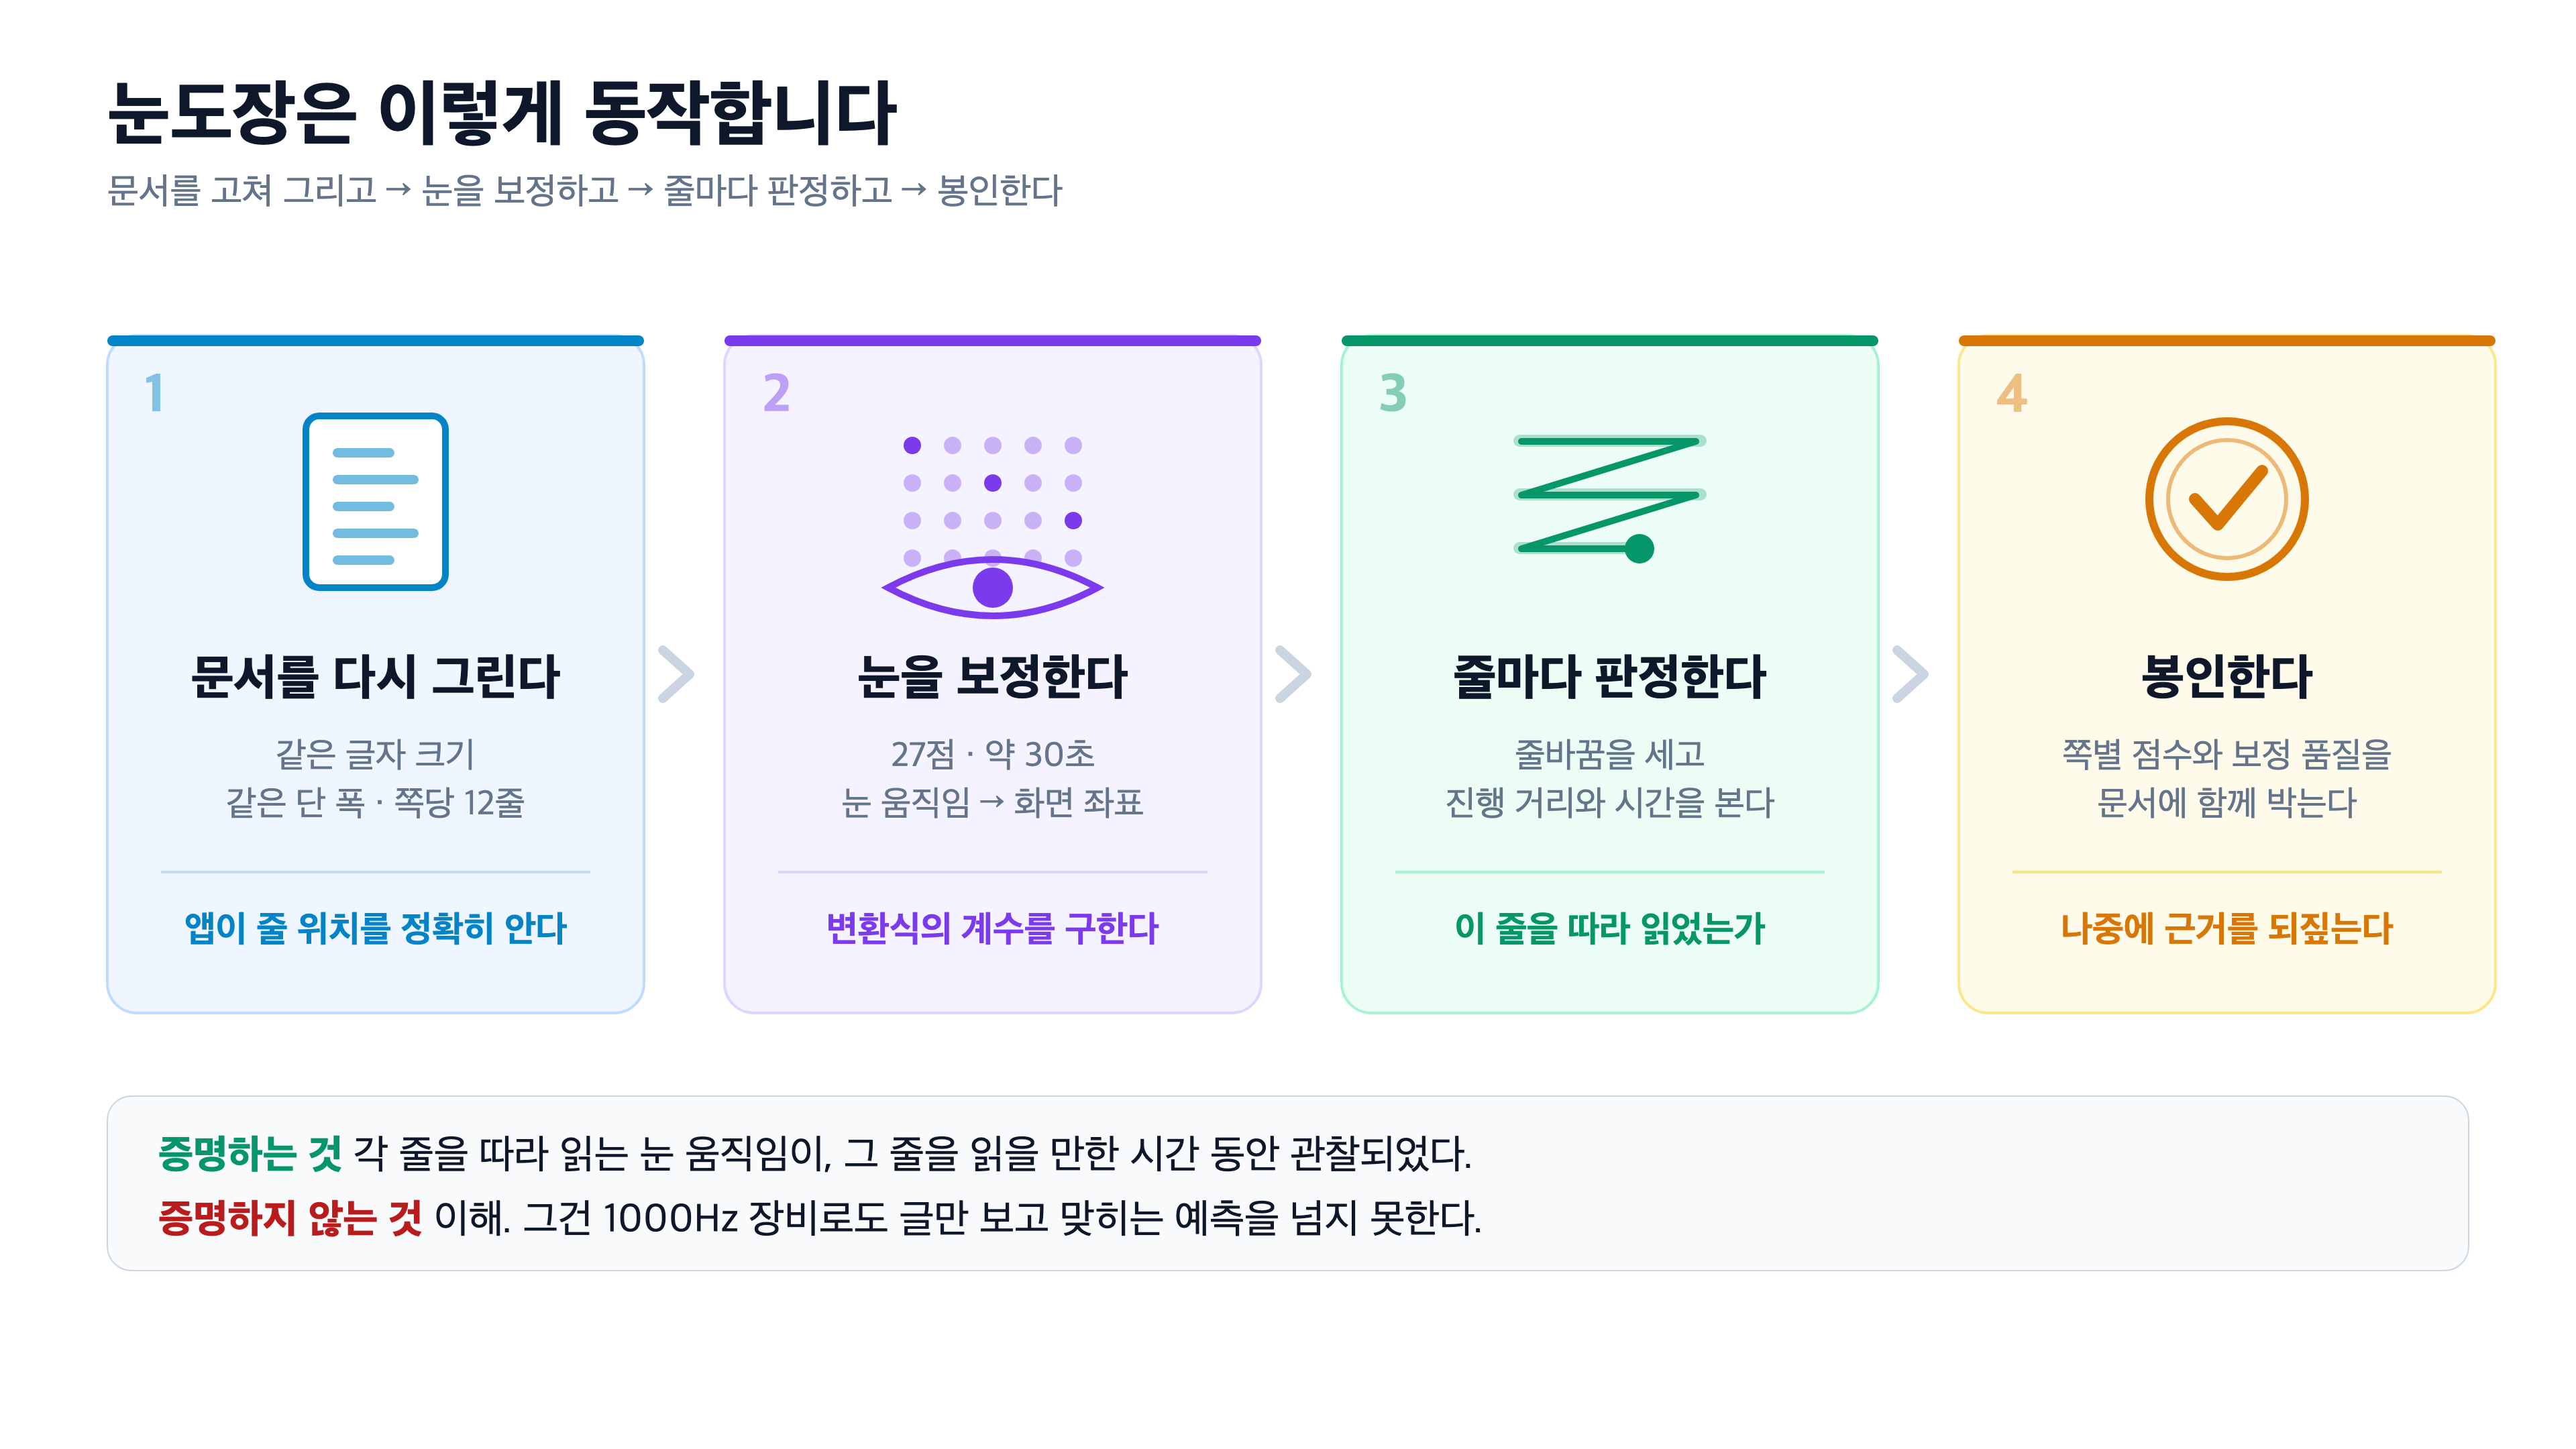 눈도장은 이렇게 동작합니다
문서를 고쳐 그리고 → 눈을 보정하고 → 줄마다 판정하고 → 봉인한다
1
문서를 다시 그린다
같은 글자 크기
같은 단 폭 · 쪽당 12줄
앱이 줄 위치를 정확히 안다
2
눈을 보정한다
27점 · 약 30초
눈 움직임 → 화면 좌표
변환식의 계수를 구한다
3
줄마다 판정한다
줄바꿈을 세고
진행 거리와 시간을 본다
이 줄을 따라 읽었는가
4
봉인한다
쪽별 점수와 보정 품질을
문서에 함께 박는다
나중에 근거를 되짚는다
증명하는 것 각 줄을 따라 읽는 눈 움직임이, 그 줄을 읽을 만한 시간 동안 관찰되었다.
증명하지 않는 것 이해. 그건 1000Hz 장비로도 글만 보고 맞히는 예측을 넘지 못한다.